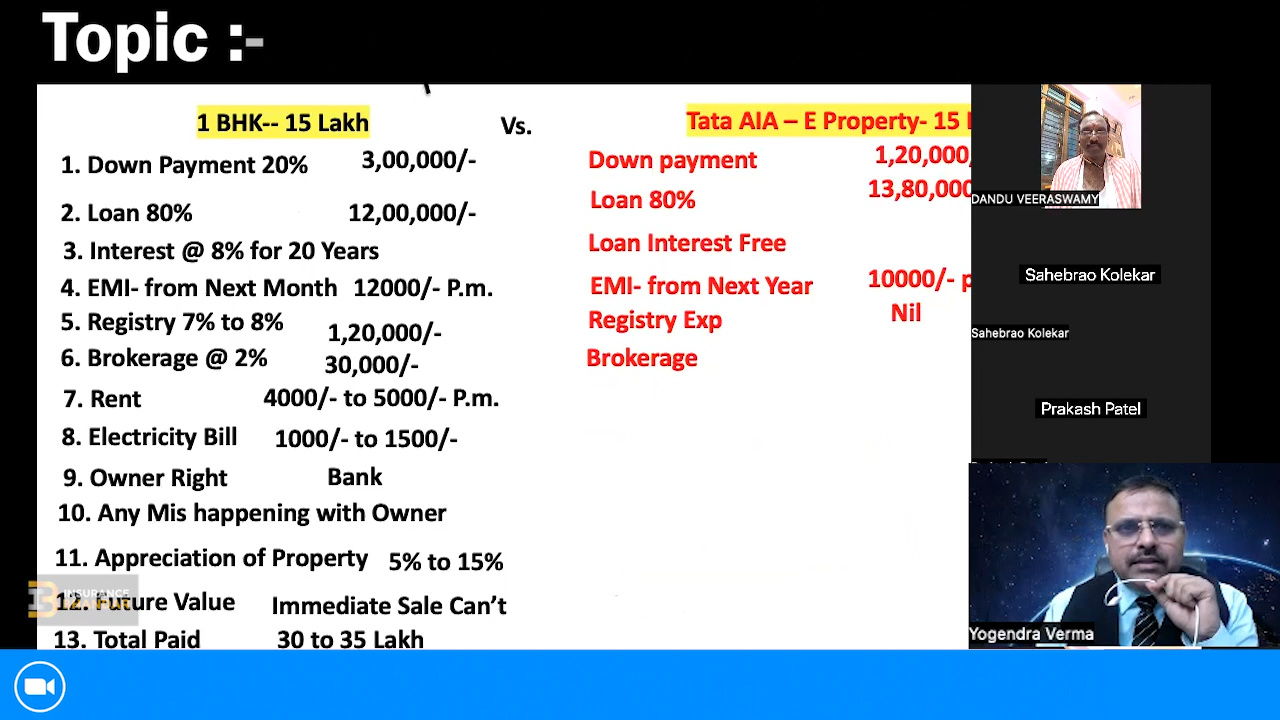 Topic :-
1 BHK-- 15 Lakh
Vs.
Tata AIA – E Property- 15
1. Down Payment 20% 3,00,000/-
Down payment 1,20,000
2. Loan 80% 12,00,000/-
Loan 80% 13,80,000
3. Interest @ 8% for 20 Years
Loan Interest Free
4. EMI- from Next Month 12000/- P.m.
EMI- from Next Year 10000/- p
5. Registry 7% to 8% 1,20,000/-
Registry Exp Nil
6. Brokerage @ 2% 30,000/-
Brokerage
7. Rent 4000/- to 5000/- P.m.
8. Electricity Bill 1000/- to 1500/-
9. Owner Right Bank
10. Any Mis happening with Owner
11. Appreciation of Property 5% to 15%
12. Future Value Immediate Sale Can’t
13. Total Paid 30 to 35 Lakh
INSURANCE
DANDU VEERASWAMY
Sahebrao Kolekar
Sahebrao Kolekar
Prakash Patel
Yogendra Verma